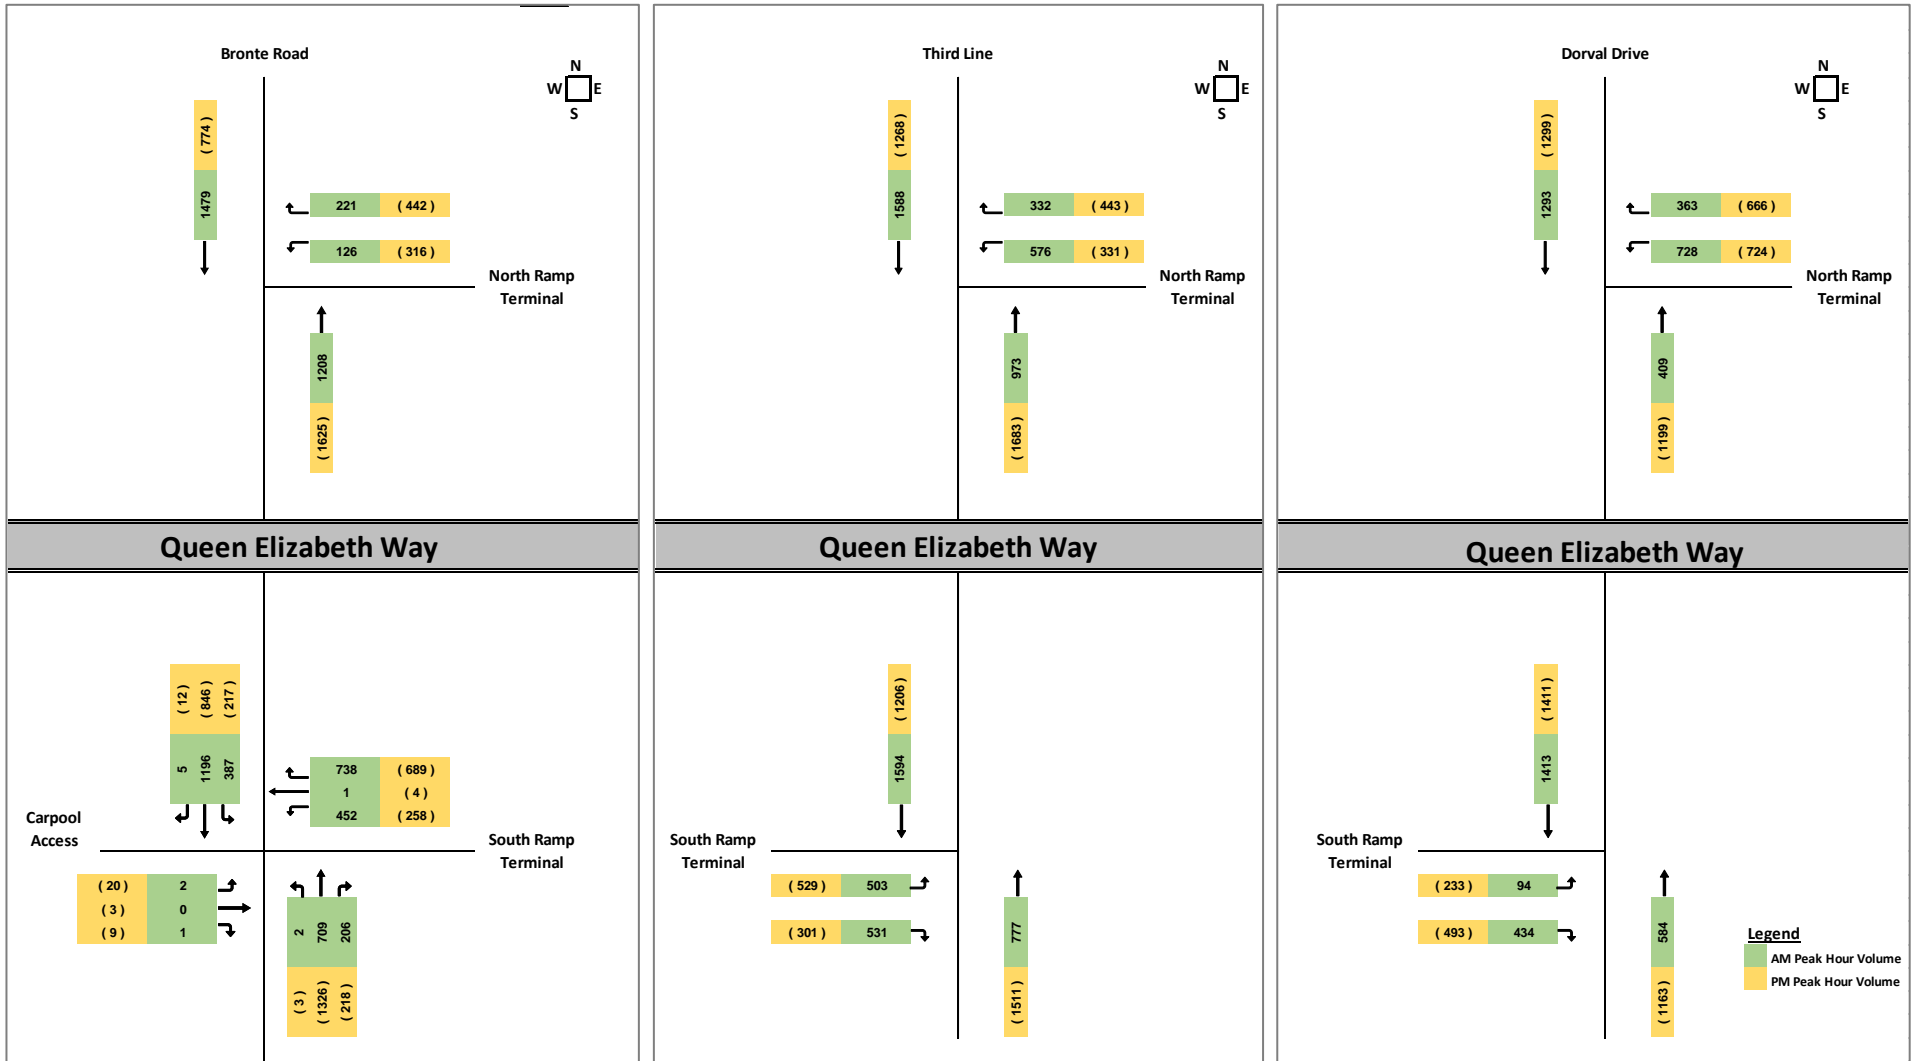 Bronte Road
N
W E
S
( 774 )
1479
221 ( 442 )
126 ( 316 )
North Ramp
Terminal
1208
( 1625 )
Queen Elizabeth Way
( 12 ) ( 846 ) ( 217 )
5 1196 387
738 ( 689 )
1 ( 4 )
452 ( 258 )
Carpool
Access
South Ramp
Terminal
( 20 ) 2
( 3 ) 0
( 9 ) 1
2 709 206
( 3 ) ( 1326 ) ( 218 )
Third Line
N
W E
S
( 1268 )
1588
332 ( 443 )
576 ( 331 )
North Ramp
Terminal
973
( 1683 )
Queen Elizabeth Way
( 1206 )
1594
South Ramp
Terminal
( 529 ) 503
( 301 ) 531
777
( 1511 )
Dorval Drive
N
W E
S
( 1299 )
1293
363 ( 666 )
728 ( 724 )
North Ramp
Terminal
409
( 1199 )
Queen Elizabeth Way
( 1411 )
1413
South Ramp
Terminal
( 233 ) 94
( 493 ) 434
584
( 1163 )
Legend
AM Peak Hour Volume
PM Peak Hour Volume